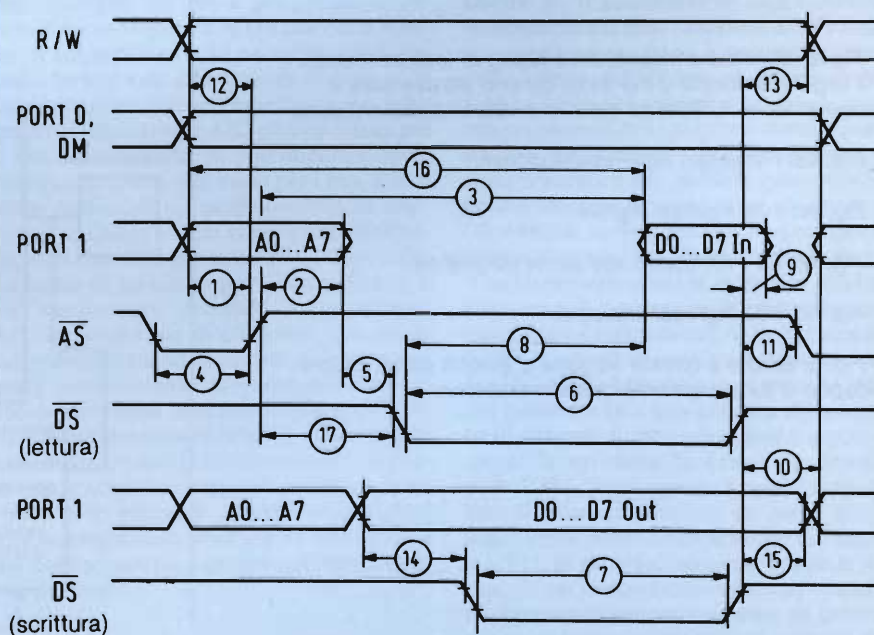 R/W
12
13
PORT 0,
DM
16
3
PORT 1
A0...A7
D0...D7 In
9
1
2
AS
8
11
4
5
6
DS
(lettura)
17
10
PORT 1
A0...A7
D0...D7 Out
14
7
15
DS
(scrittura)